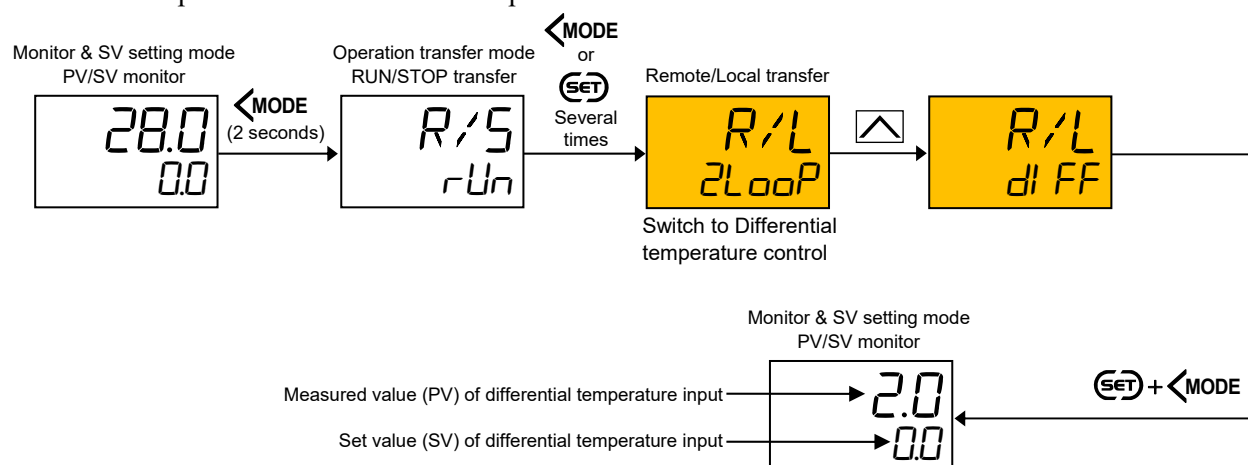 Monitor & SV setting mode
PV/SV monitor
28.0
0.0
<MODE
(2 seconds)
Operation transfer mode
RUN/STOP transfer
R/S
rUn
<MODE
or
SET
Several
times
Remote/Local transfer
R/L
2LooP
Switch to Differential
temperature control
R/L
dI FF
SET + <MODE
Monitor & SV setting mode
PV/SV monitor
Measured value (PV) of differential temperature input
2.0
Set value (SV) of differential temperature input
0.0